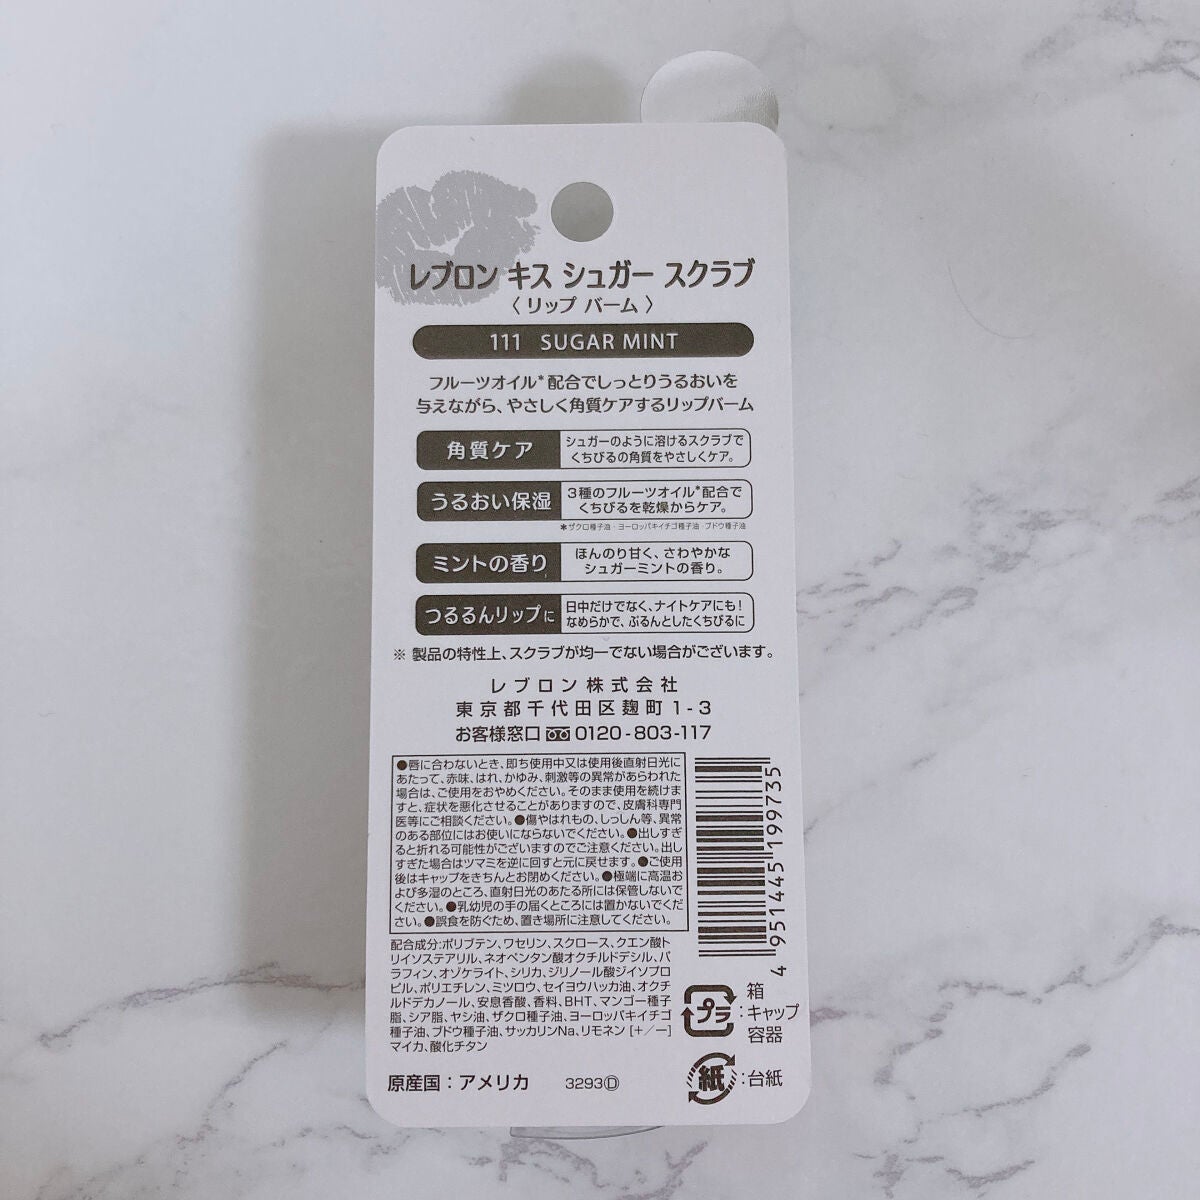 レブロン キス シュガー スクラブ
〈 リップ バーム 〉
111 SUGAR MINT
フルーツオイル*配合でしっとりうるおいを
与えながら、やさしく角質ケアするリップバーム
角質ケア
シュガーのように溶けるスクラブで
くちびるの角質をやさしくケア。
うるおい保湿
3種のフルーツオイル*配合で
くちびるを乾燥からケア。
*ザクロ種子油・ヨーロッパキイチゴ種子油・ブドウ種子油
ミントの香り
ほんのり甘く、さわやかな
シュガーミントの香り。
つるるんリップに
日中だけでなく、ナイトケアにも!
なめらかで、ぷるんとしたくちびるに
※ 製品の特性上、スクラブが均一でない場合がございます。
レブロン株式会社
東京都千代田区麹町1-3
お客様窓口 0120-803-117
●唇に合わないとき、即ち使用中又は使用後直射日光に
あたって、赤味、はれ、かゆみ、刺激等の異常があらわれた
場合は、ご使用をおやめください。そのまま使用を続けま
すと、症状を悪化させることがありますので、皮膚科専門
医等にご相談ください。●傷やはれもの、しっしん等、異常
のある部位にはお使いにならないでください。●出しすぎ
ると折れる可能性がございますのでご注意ください。出し
すぎた場合はツマミを逆に回すと元に戻せます。●ご使用
後はキャップをきちんとお閉めください。●極端に高温お
よび多湿のところ、直射日光のあたる所には保管しないで
ください。●乳幼児の手の届くところには置かないでくだ
さい。●誤食を防ぐため、置き場所に注意してください。
4951445199735
配合成分:ポリブテン、ワセリン、スクロース、クエン酸ト
リイソステアリル、ネオペンタン酸オクチルドデシル、パ
ラフィン、オゾケライト、シリカ、ジリノール酸ジイソプロ
ピル、ポリエチレン、ミツロウ、セイヨウハッカ油、オクチ
ルドデカノール、安息香酸、香料、BHT、マンゴー種子
脂、シア脂、ヤシ油、ザクロ種子油、ヨーロッパキイチゴ
種子油、ブドウ種子油、サッカリンNa、リモネン [+/-]
マイカ、酸化チタン
プラ
箱
:キャップ
容器
紙
:台紙
原産国:アメリカ 3293Ⓓ